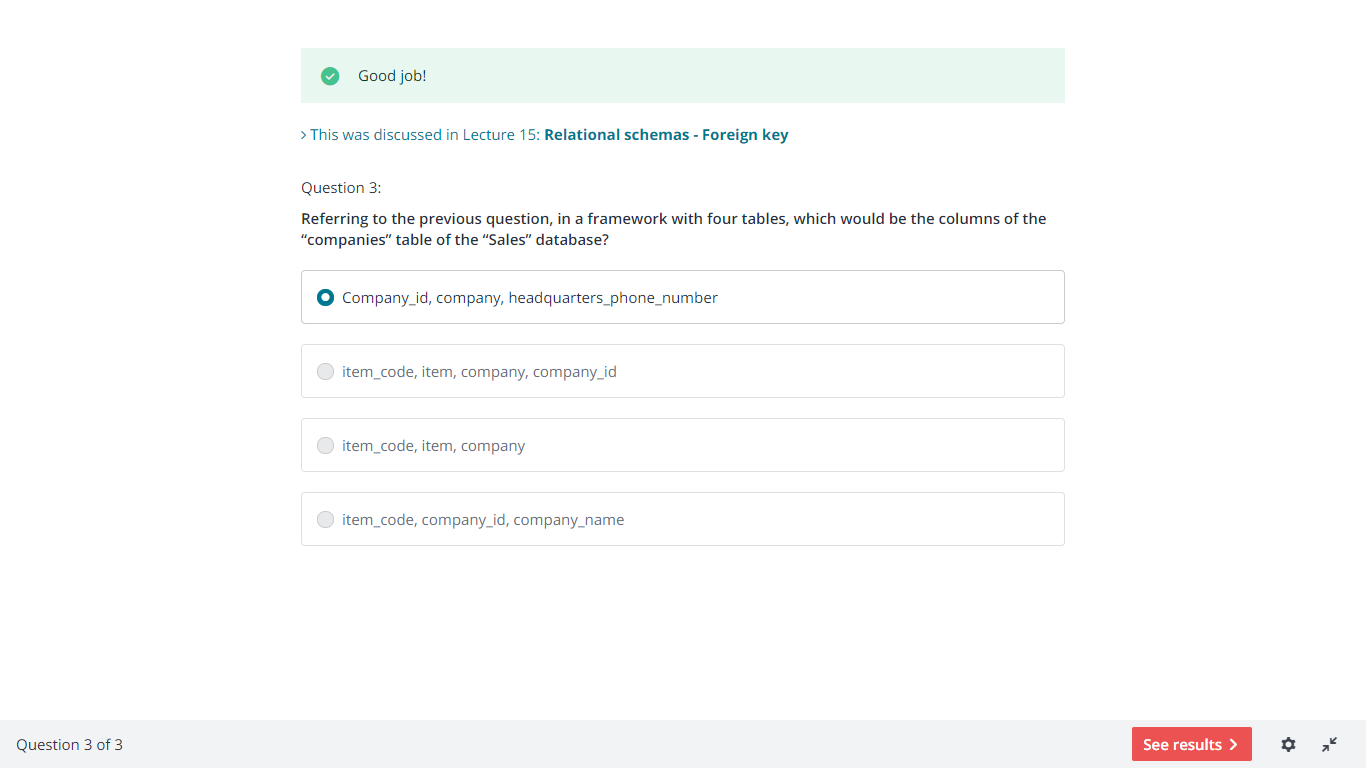 Good job!
This was discussed in Lecture 15: Relational schemas - Foreign key
Question 3:
Referring to the previous question, in a framework with four tables, which would be the columns of the
“companies” table of the “Sales” database?
Company_id, company, headquarters_phone_number
item_code, item, company, company_id
item_code, item, company
item_code, company_id, company_name
Question 3 of 3
See results